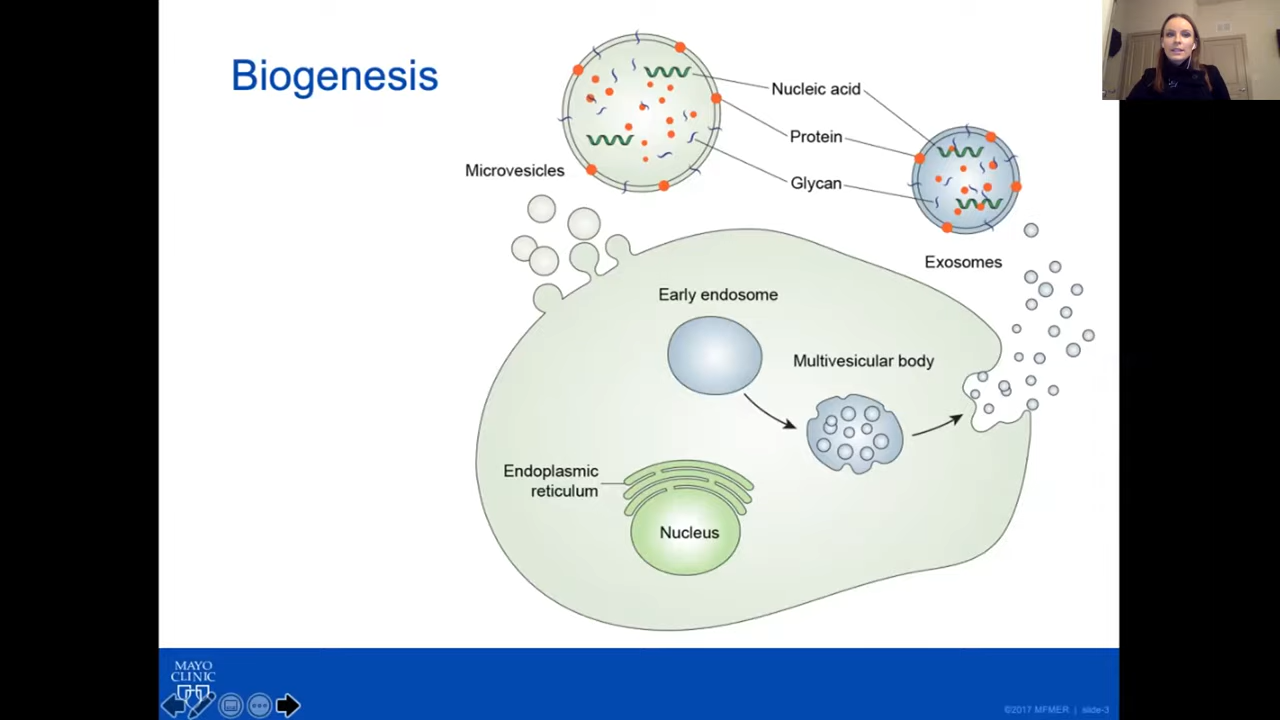 Biogenesis
Nucleic acid
Protein
Microvesicles
Glycan
Exosomes
Early endosome
Multivesicular body
Endoplasmic
reticulum
Nucleus
MAYO
CLINIC
©2017 MFMER | slide-3